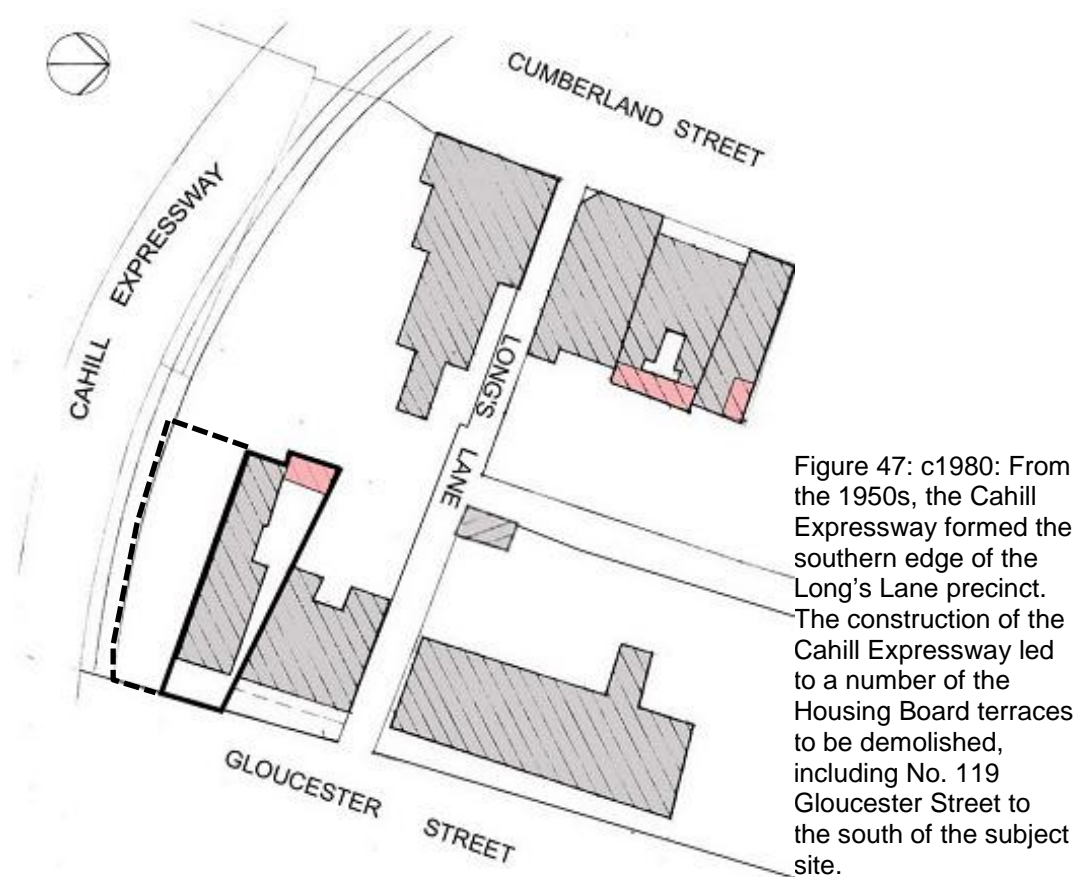 CUMBERLAND STREET
CAHILL EXPRESSWAY
LONG'S LANE
GLOUCESTER STREET
Figure 47: c1980: From
the 1950s, the Cahill
Expressway formed the
southern edge of the
Long's Lane precinct.
The construction of the
Cahill Expressway led
to a number of the
Housing Board terraces
to be demolished,
including No. 119
Gloucester Street to
the south of the subject
site.